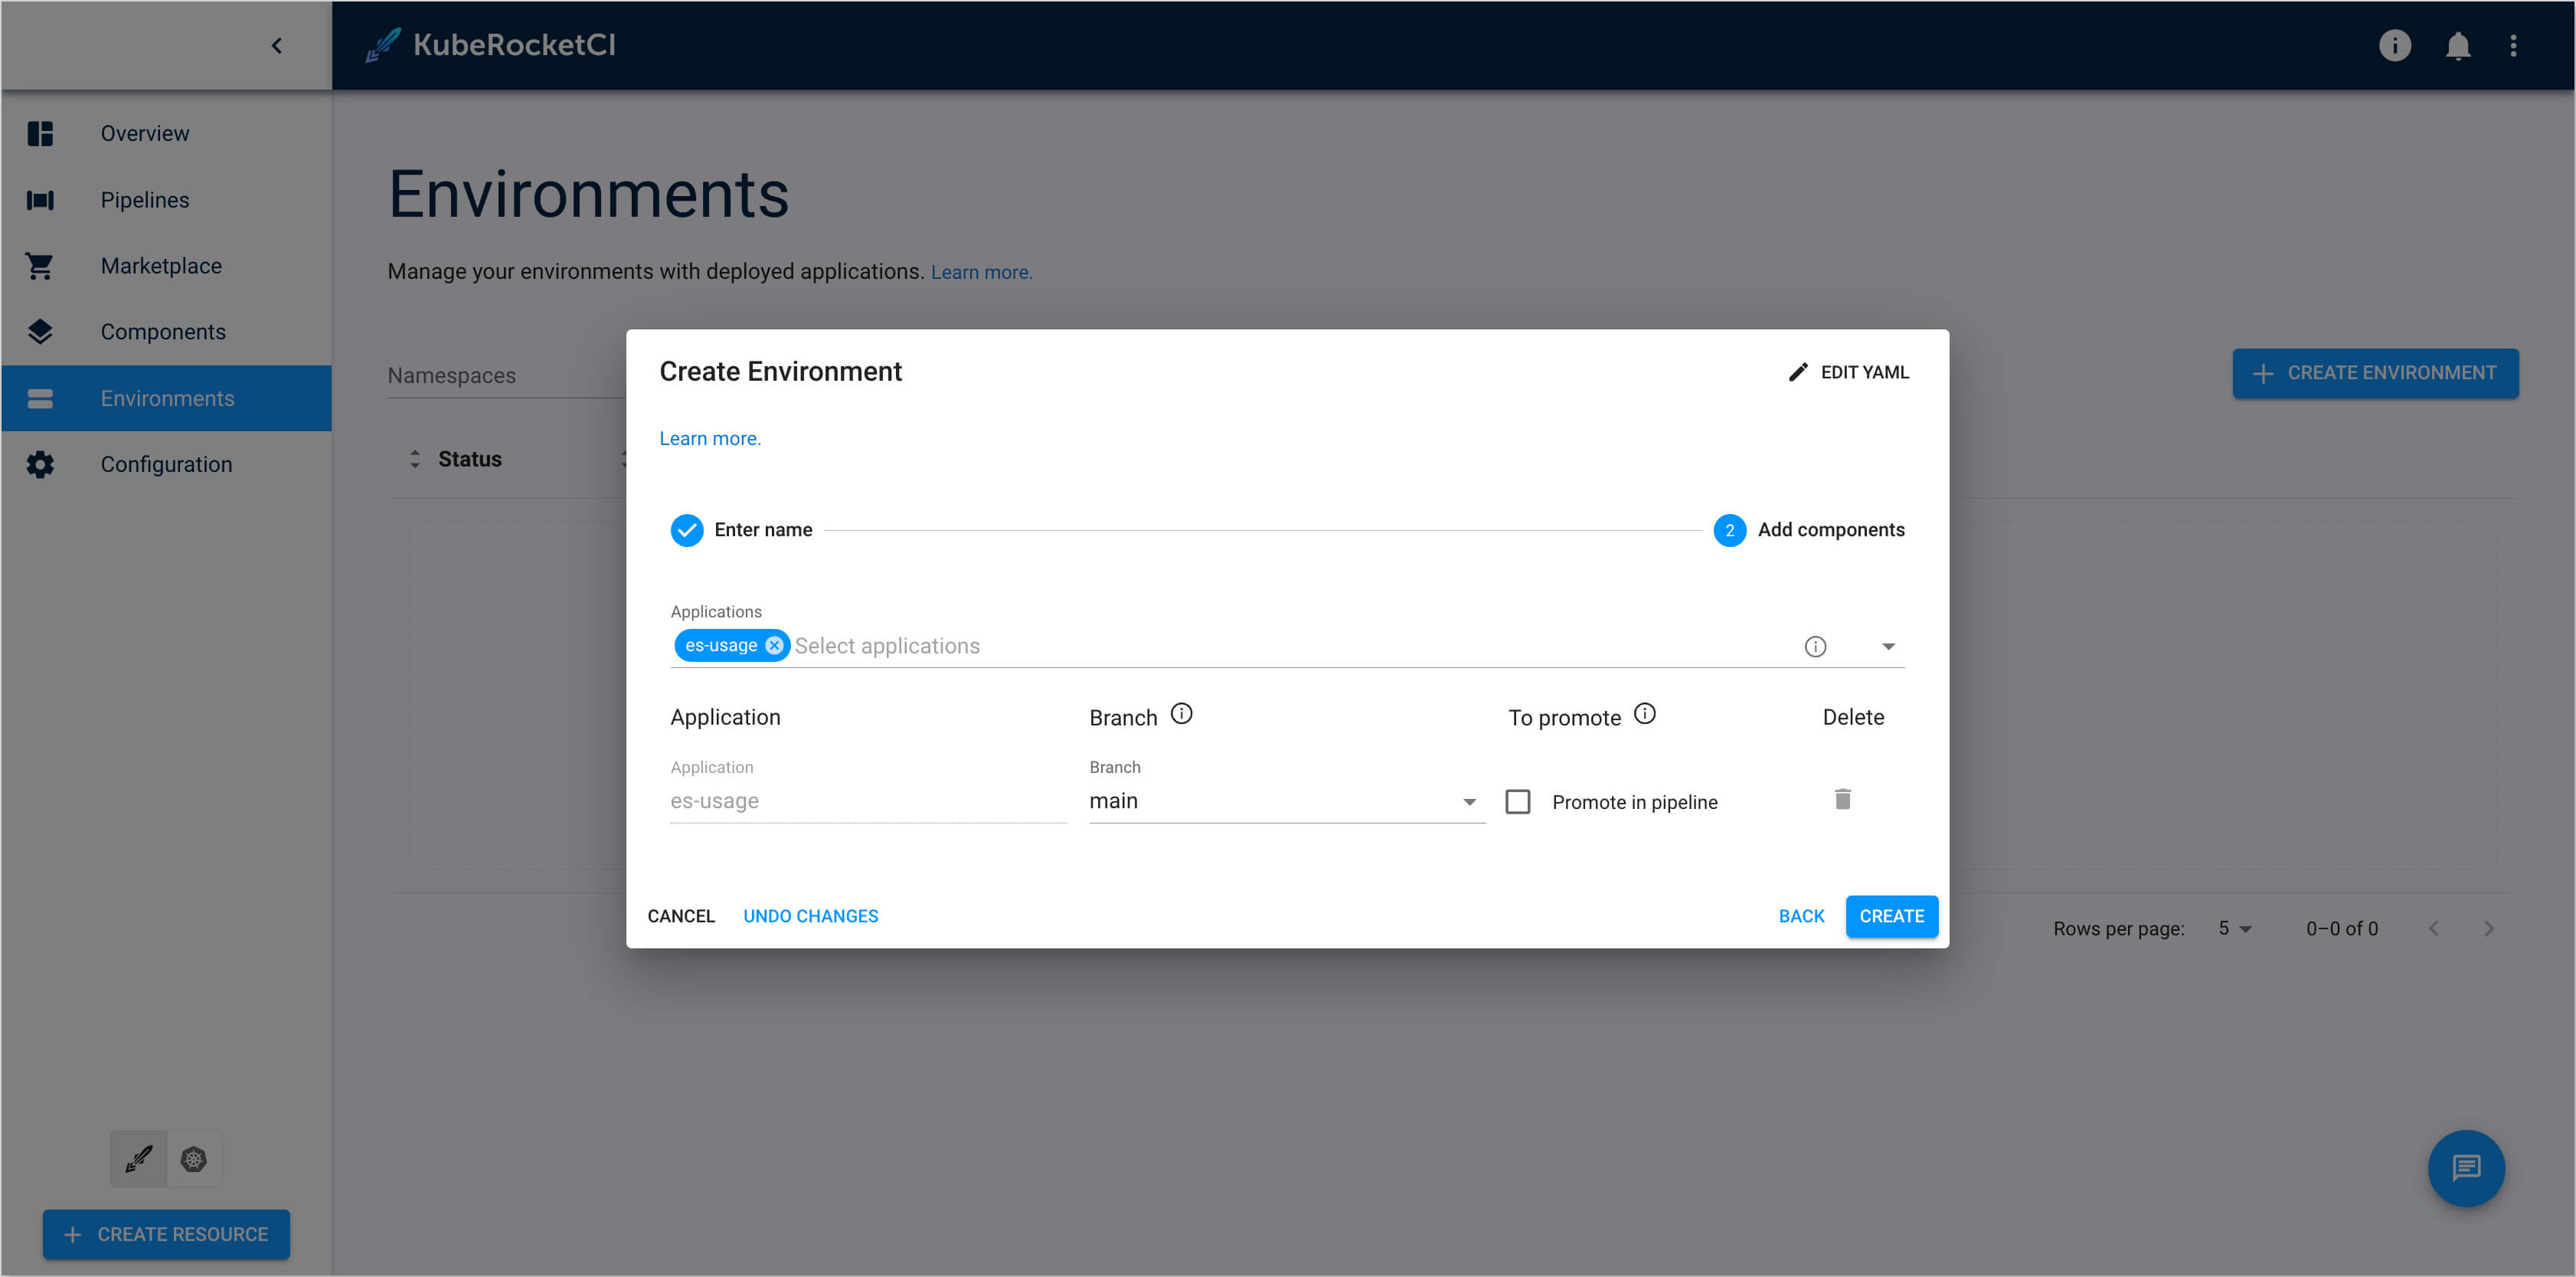 KubeRocketCI
Overview
Pipelines
Marketplace
Components
Environments
Configuration
CREATE RESOURCE
Environments
Manage your environments with deployed applications. Learn more.
Namespaces
CREATE ENVIRONMENT
Status
Create Environment
EDIT YAML
Learn more.
Enter name
2 Add components
Applications
es-usage Select applications
Application Branch To promote Delete
Application Branch
es-usage main Promote in pipeline
CANCEL UNDO CHANGES BACK CREATE
Rows per page: 5 0–0 of 0